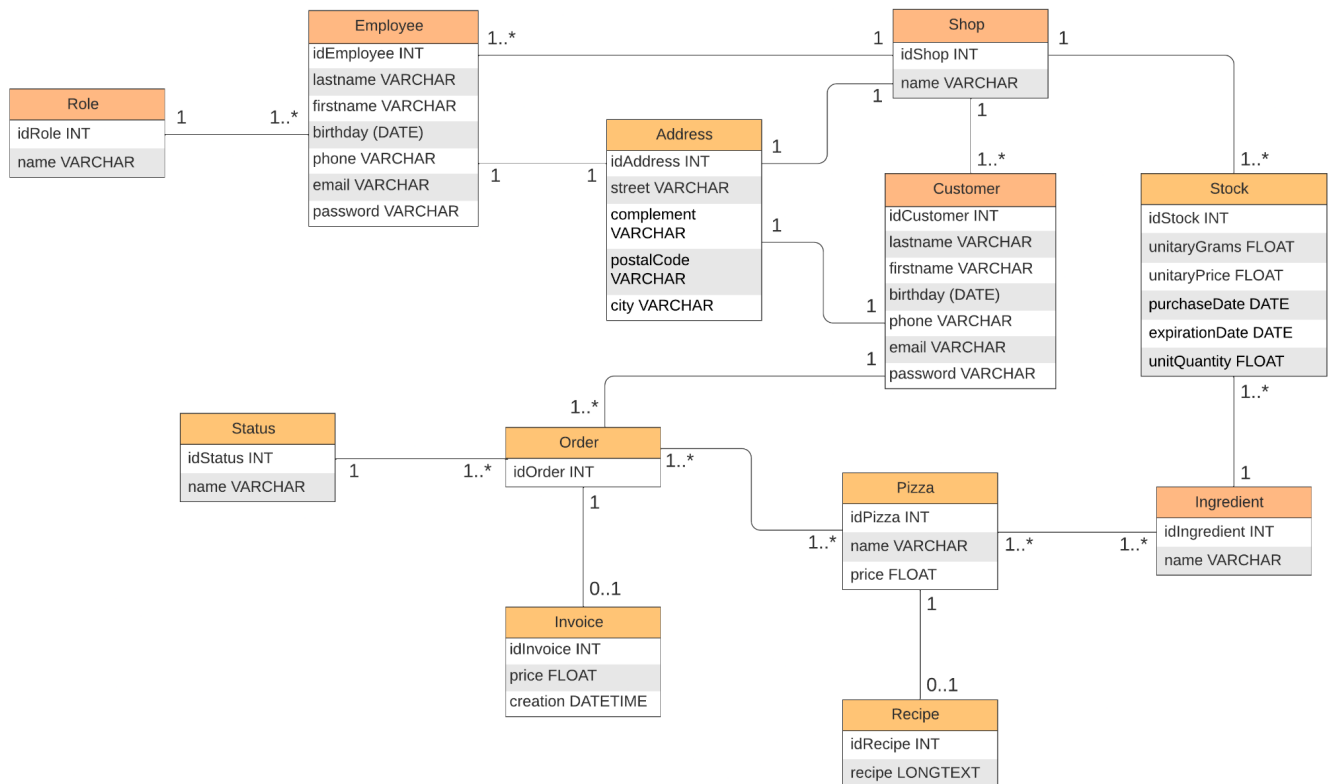 Employee
idEmployee INT
lastname VARCHAR
firstname VARCHAR
birthday (DATE)
phone VARCHAR
email VARCHAR
password VARCHAR
1..*
1
Shop
idShop INT
name VARCHAR
1
1
1
Role
idRole INT
name VARCHAR
1
1..*
1
1
Address
idAddress INT
street VARCHAR
complement
VARCHAR
postalCode
VARCHAR
city VARCHAR
1
1
1..*
1
Customer
idCustomer INT
lastname VARCHAR
firstname VARCHAR
birthday (DATE)
phone VARCHAR
email VARCHAR
password VARCHAR
1
1..*
Stock
idStock INT
unitaryGrams FLOAT
unitaryPrice FLOAT
purchaseDate DATE
expirationDate DATE
unitQuantity FLOAT
1..*
1
Status
idStatus INT
name VARCHAR
1
1..*
1..*
Order
idOrder INT
1..*
1
1..*
Pizza
idPizza INT
name VARCHAR
price FLOAT
1..*
1..*
1
Ingredient
idIngredient INT
name VARCHAR
0..1
Invoice
idInvoice INT
price FLOAT
creation DATETIME
0..1
Recipe
idRecipe INT
recipe LONGTEXT